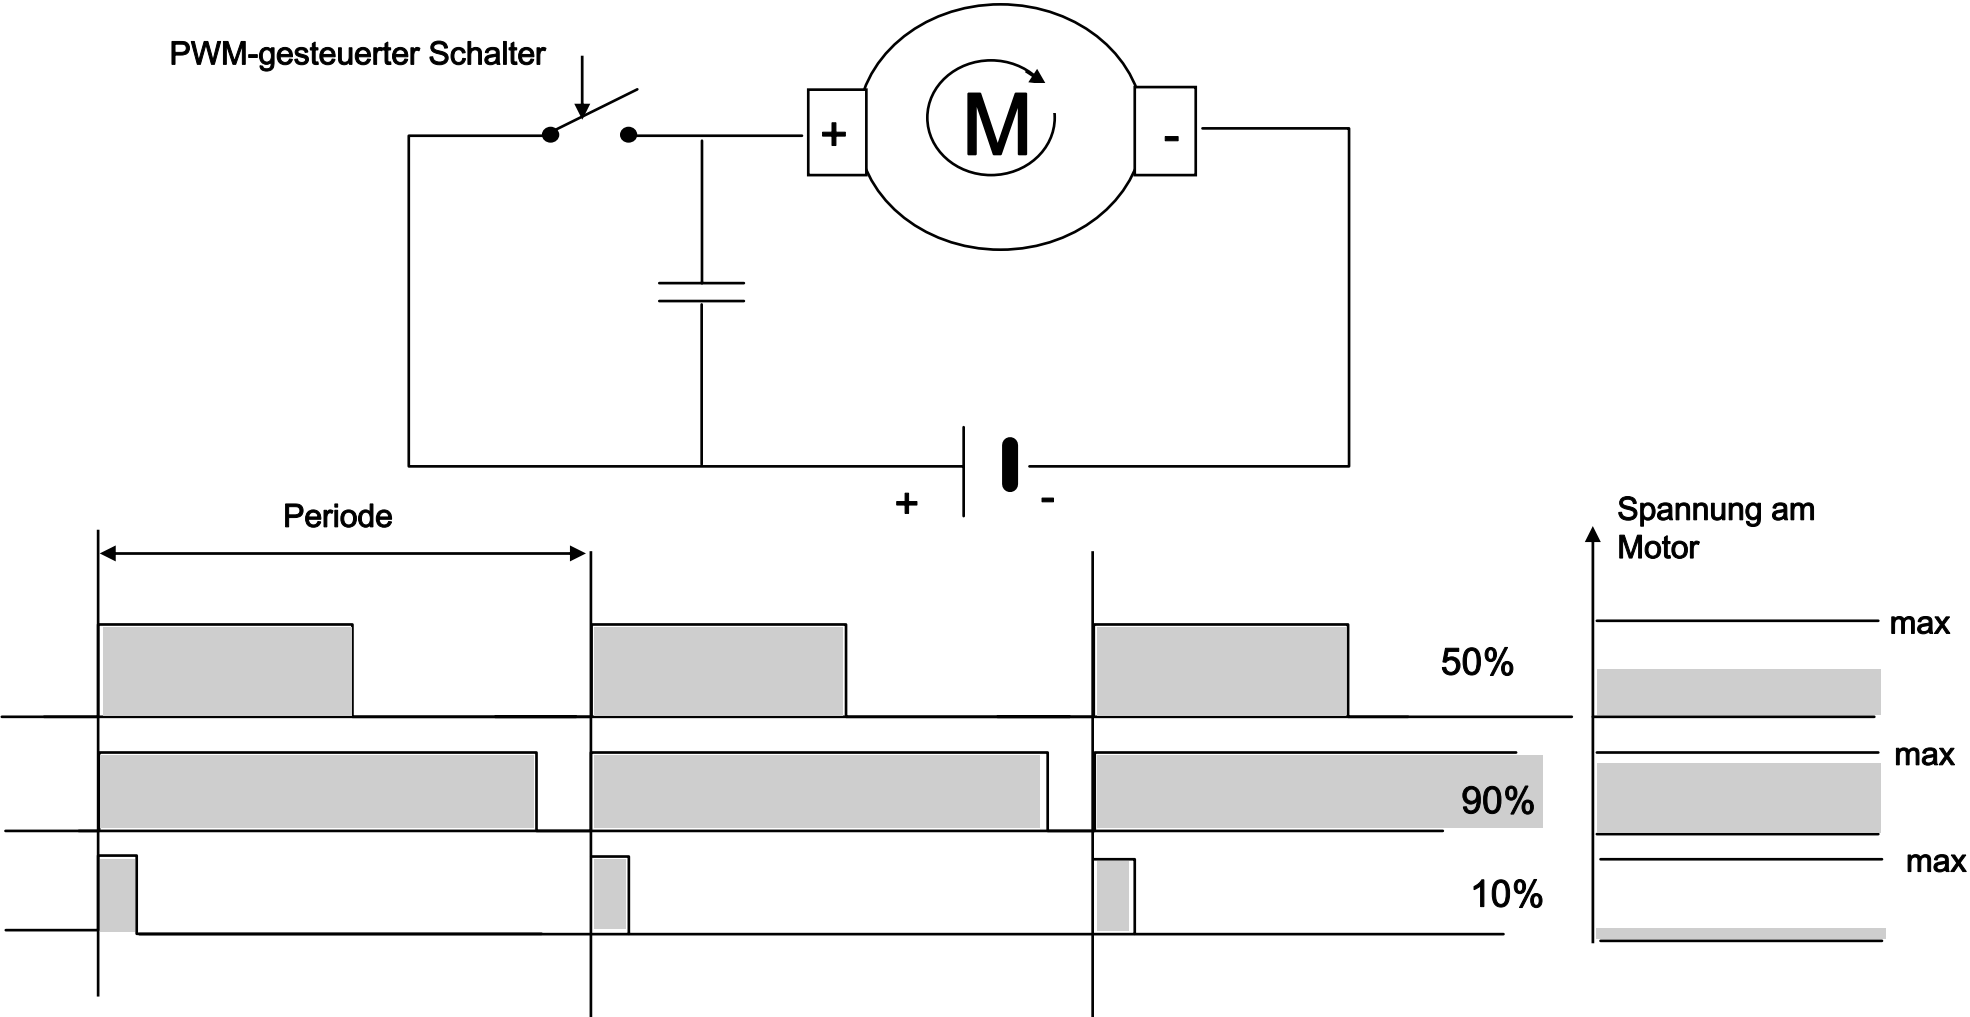 PWM-gesteuerter Schalter
+
M
-
+
-
Periode
Spannung am
Motor
max
50%
max
90%
max
10%